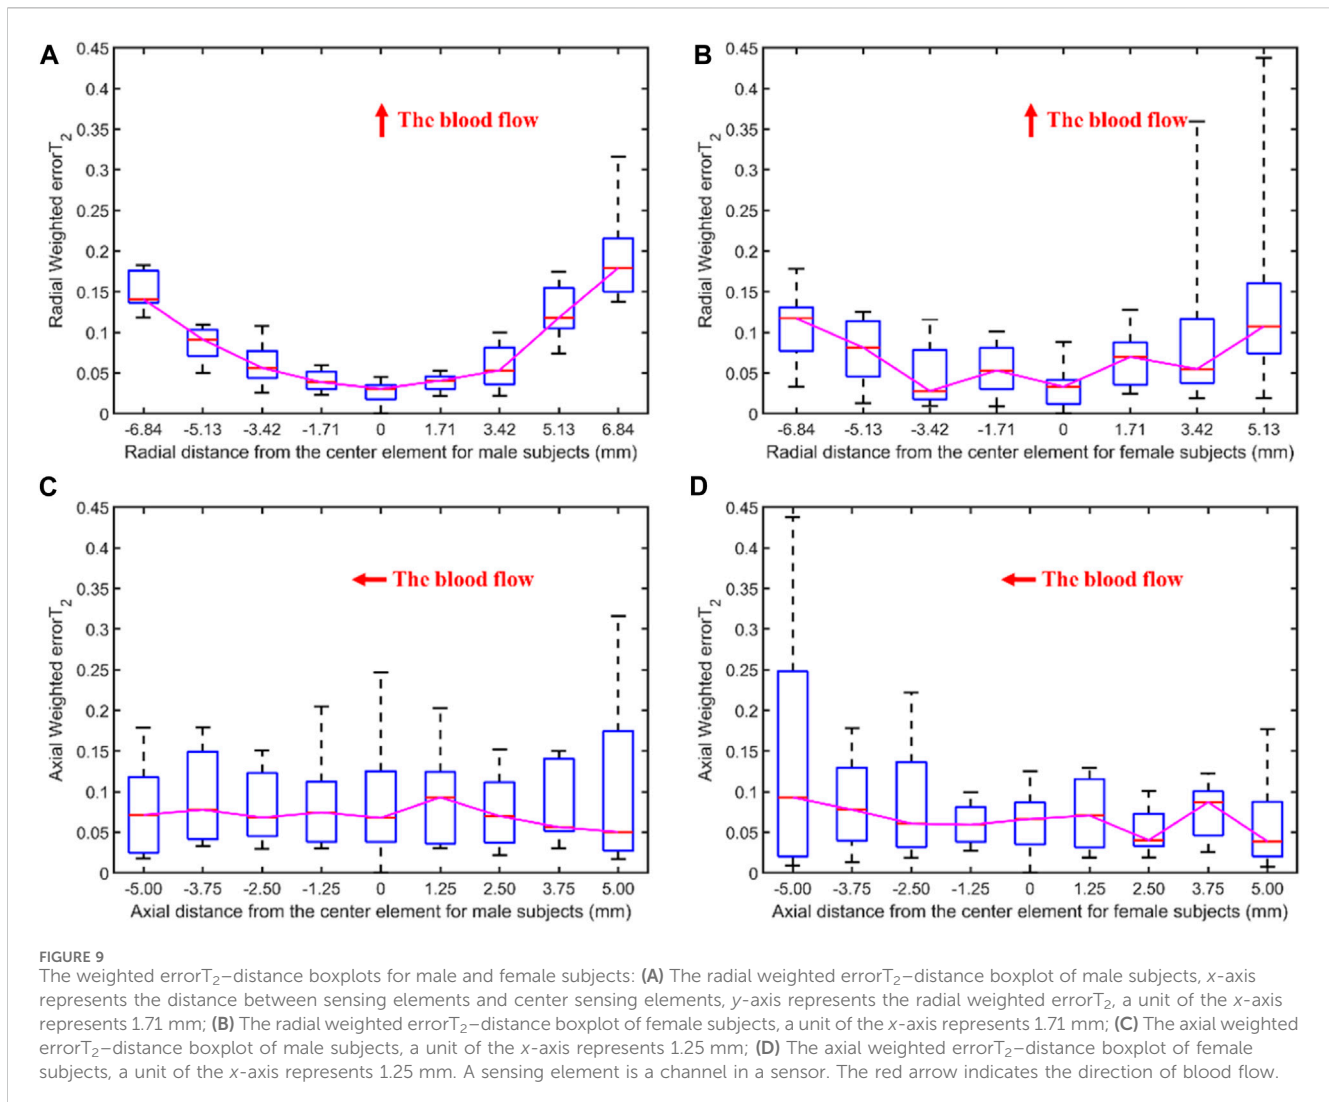 A
0.45
0.4
0.35
0.3
0.25
0.2
0.15
0.1
0.05
0
Radial Weighted errorT2
The blood flow
-6.84 -5.13 -3.42 -1.71 0 1.71 3.42 5.13 6.84
Radial distance from the center element for male subjects (mm)
B
0.45
0.4
0.35
0.3
0.25
0.2
0.15
0.1
0.05
0
Radial Weighted errorT2
The blood flow
-6.84 -5.13 -3.42 -1.71 0 1.71 3.42 5.13
Radial distance from the center element for female subjects (mm)
C
0.45
0.4
0.35
0.3
0.25
0.2
0.15
0.1
0.05
0
Axial Weighted errorT2
The blood flow
-5.00 -3.75 -2.50 -1.25 0 1.25 2.50 3.75 5.00
Axial distance from the center element for male subjects (mm)
D
0.45
0.4
0.35
0.3
0.25
0.2
0.15
0.1
0.05
0
Axial Weighted errorT2
The blood flow
-5.00 -3.75 -2.50 -1.25 0 1.25 2.50 3.75 5.00
Axial distance from the center element for female subjects (mm)
FIGURE 9
The weighted errorT2–distance boxplots for male and female subjects: (A) The radial weighted errorT2–distance boxplot of male subjects, x-axis
represents the distance between sensing elements and center sensing elements, y-axis represents the radial weighted errorT2, a unit of the x-axis
represents 1.71 mm; (B) The radial weighted errorT2–distance boxplot of female subjects, a unit of the x-axis represents 1.71 mm; (C) The axial weighted
errorT2–distance boxplot of male subjects, a unit of the x-axis represents 1.25 mm; (D) The axial weighted errorT2–distance boxplot of female
subjects, a unit of the x-axis represents 1.25 mm. A sensing element is a channel in a sensor. The red arrow indicates the direction of blood flow.